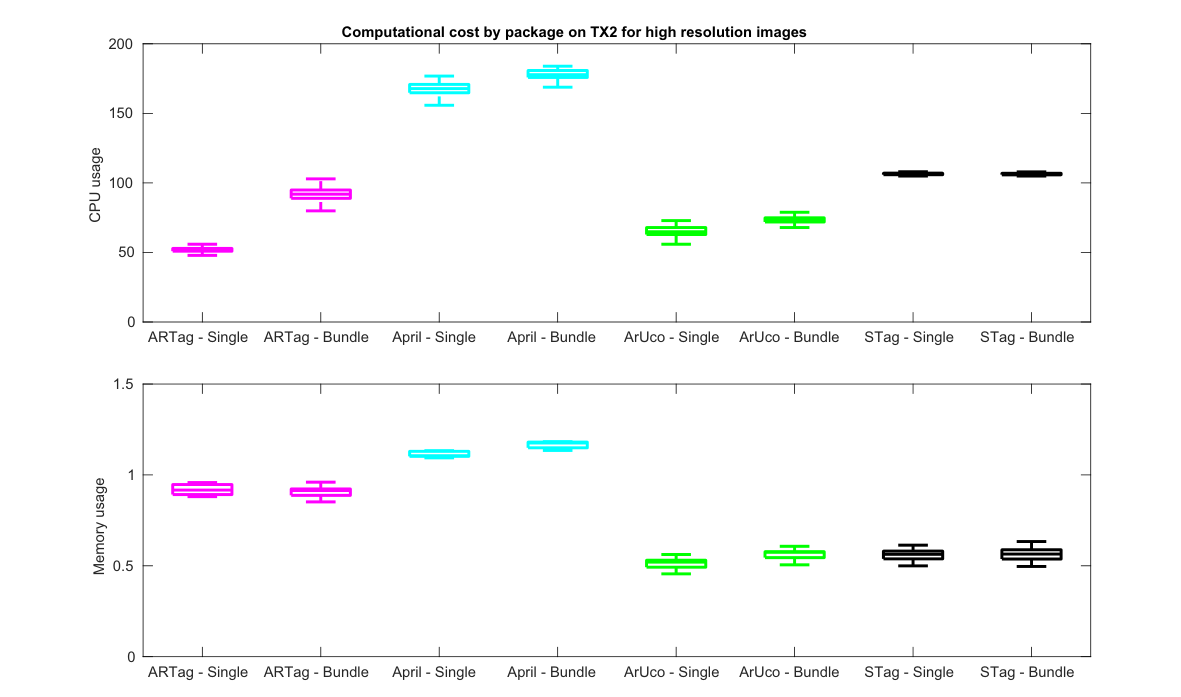 Computational cost by package on TX2 for high resolution images
200
150
100
50
0
CPU usage
ARTag - Single ARTag - Bundle April - Single April - Bundle ArUco - Single ArUco - Bundle STag - Single STag - Bundle
1.5
1
0.5
0
Memory usage
ARTag - Single ARTag - Bundle April - Single April - Bundle ArUco - Single ArUco - Bundle STag - Single STag - Bundle